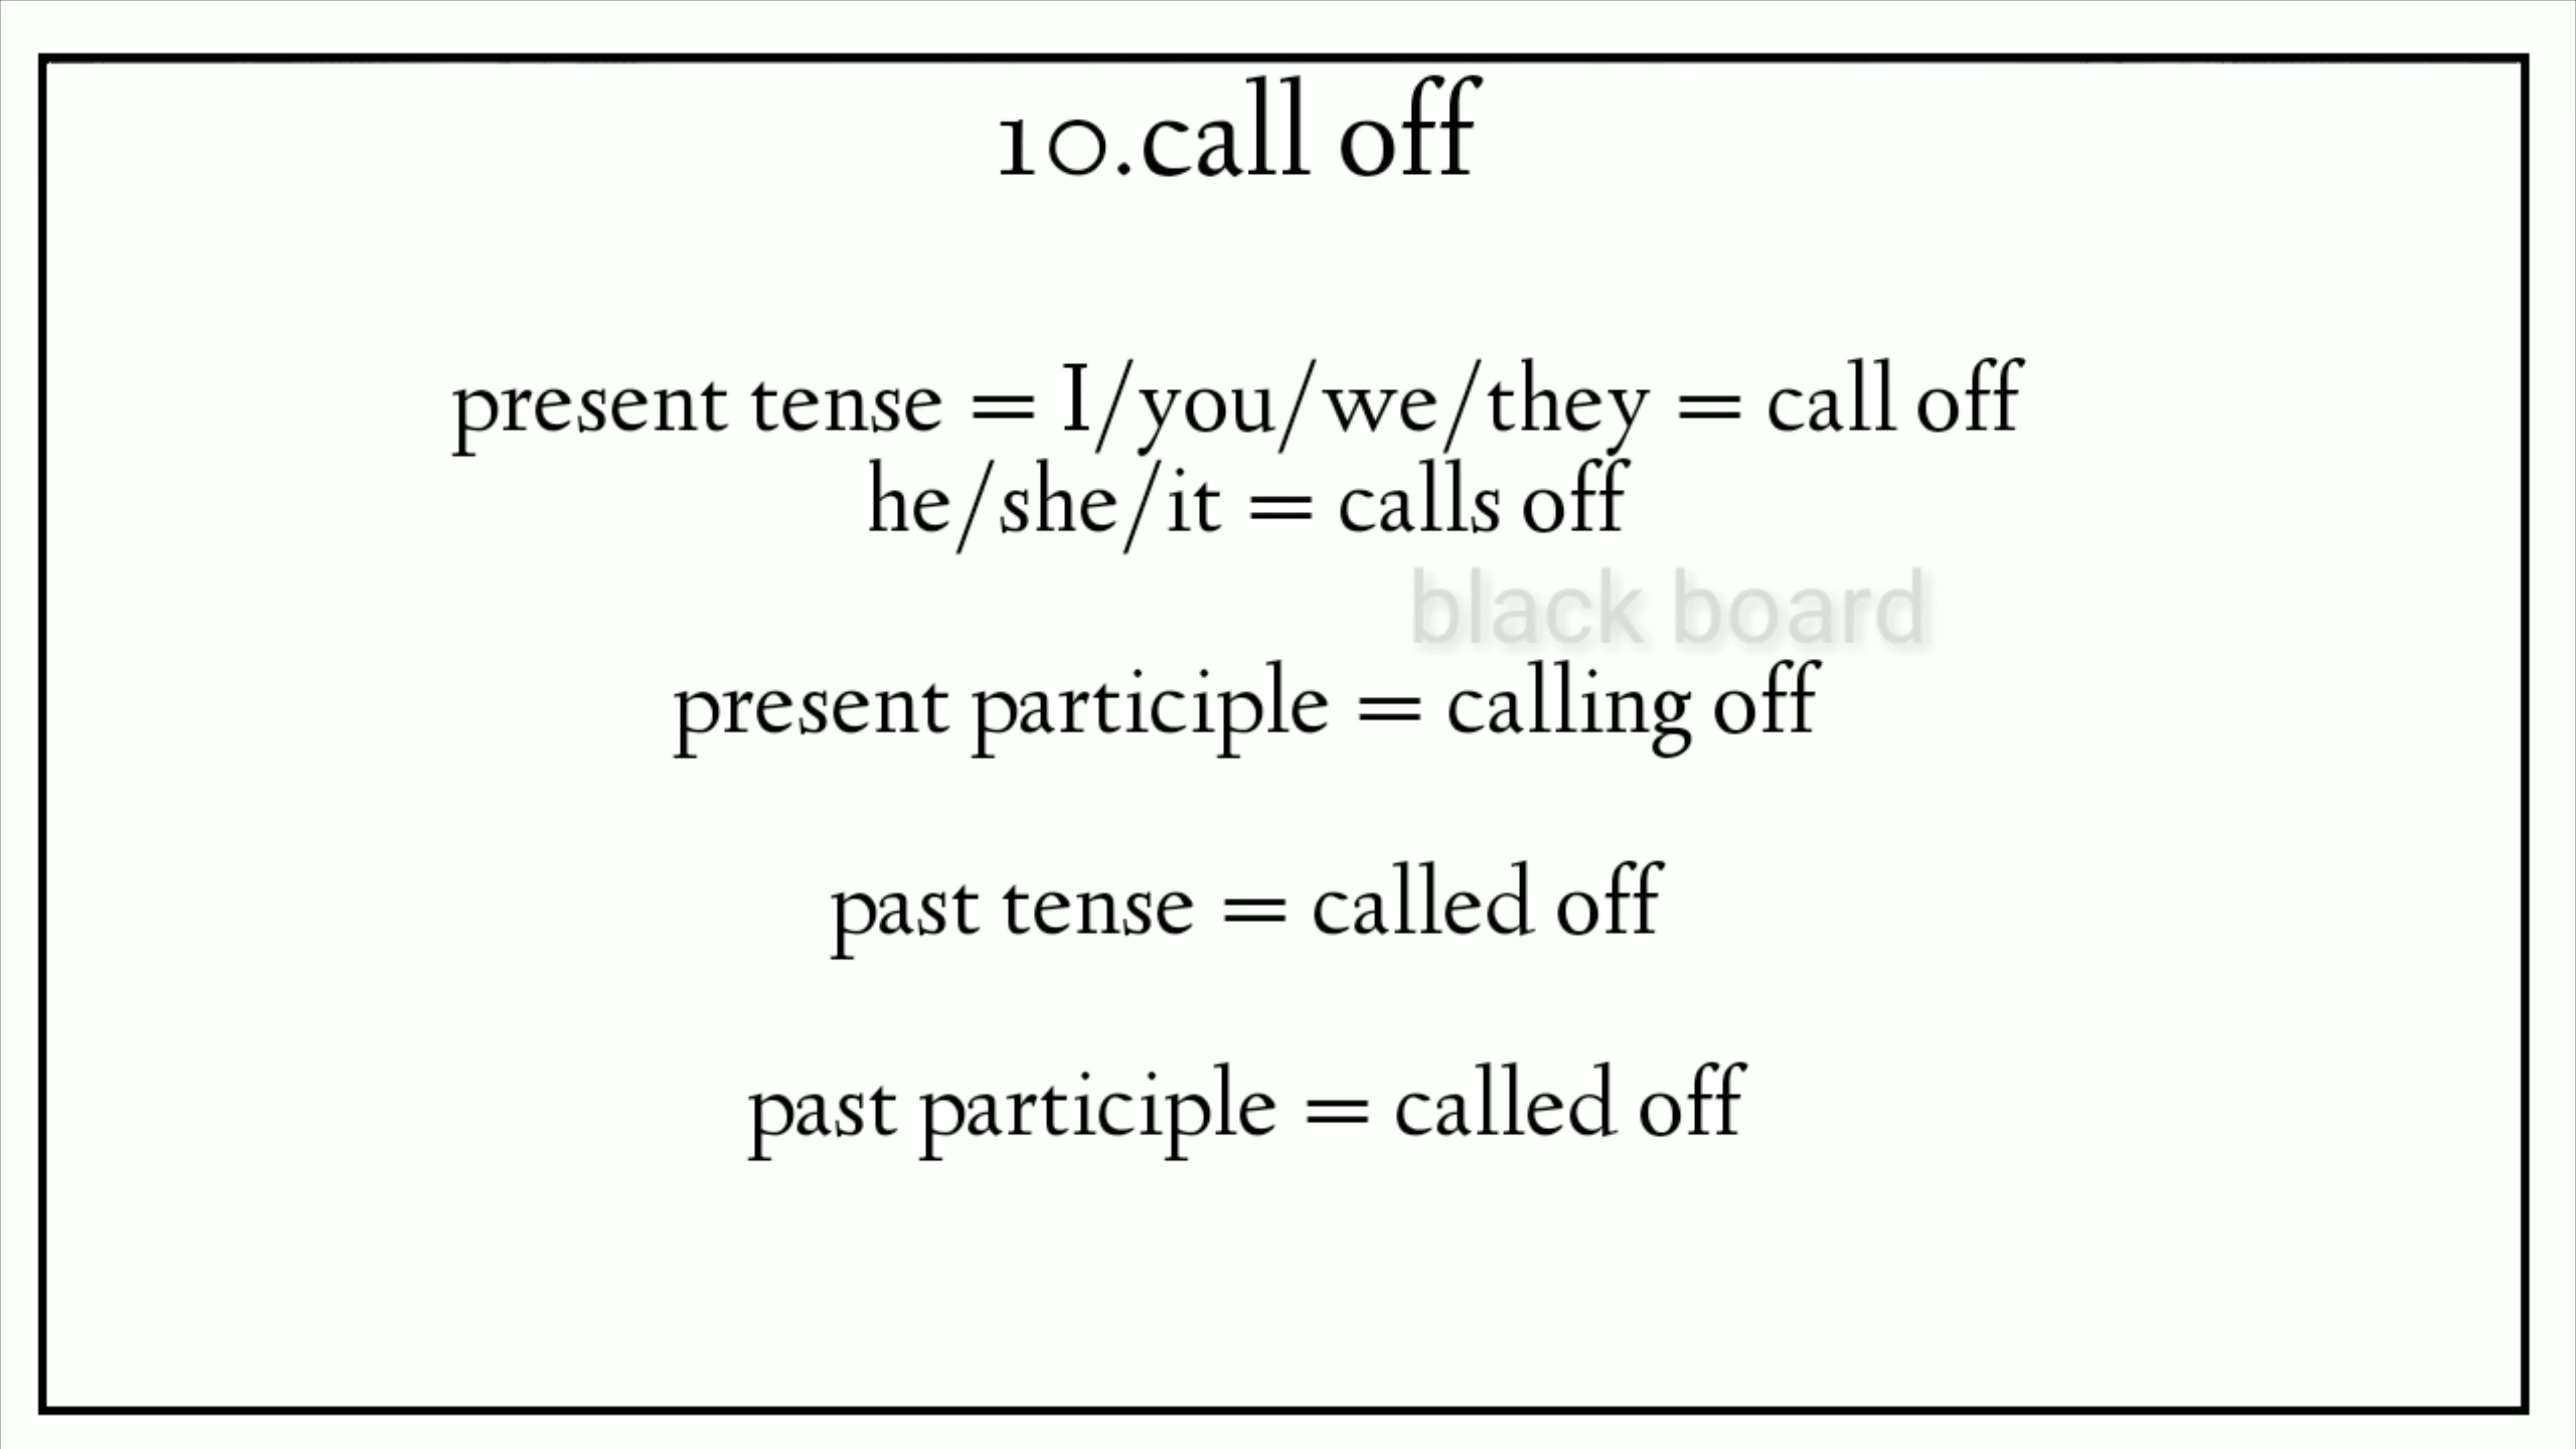 10.call off
present tense = I/you/we/they = call off
he/she/it = calls off
black board
present participle = calling off
past tense = called off
past participle = called off